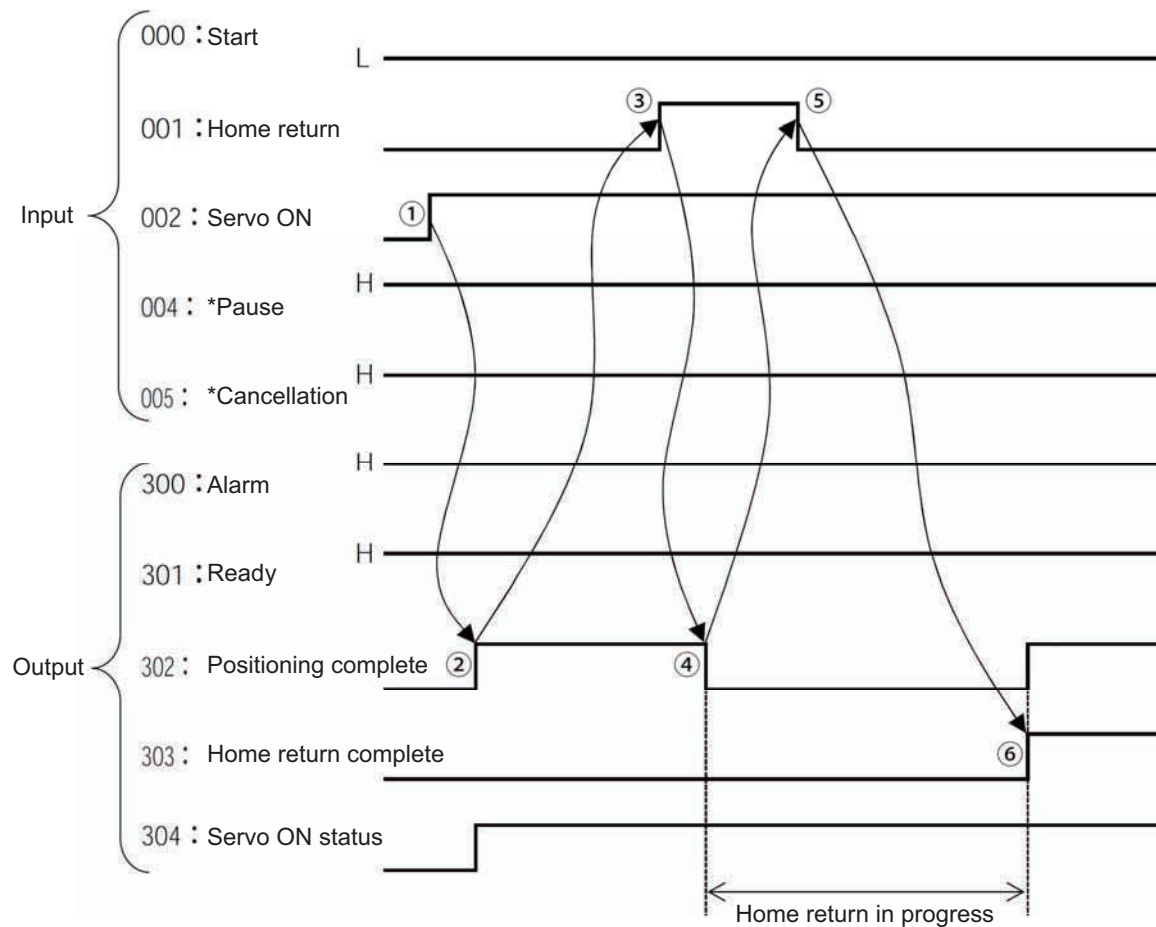 000 : Start
L
③
⑤
001 : Home return
Input
002 : Servo ON
①
H
004 : *Pause
H
005 : *Cancellation
H
300 : Alarm
H
301 : Ready
Output
302 : Positioning complete
②
④
303 : Home return complete
⑥
304 : Servo ON status
Home return in progress